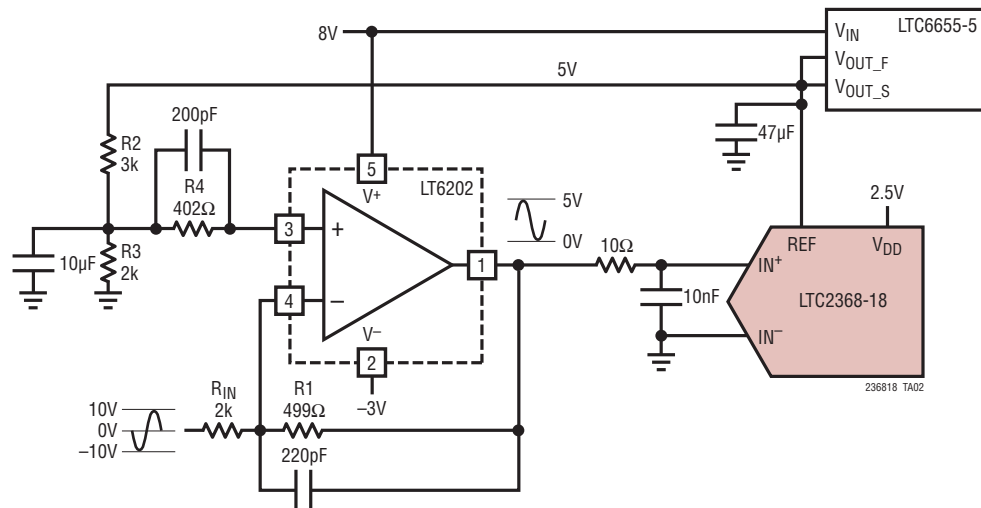 8V
V_IN
LTC6655-5
V_OUT_F
5V
V_OUT_S
200pF
47µF
R2
3k
5
LT6202
V+
R4
402Ω
5V
0V
2.5V
3
+
10Ω
REF
V_DD
10µF
R3
2k
1
IN+
4
–
10nF
LTC2368-18
V–
IN–
2
236818 TA02
–3V
R_IN
2k
R1
499Ω
10V
0V
–10V
220pF